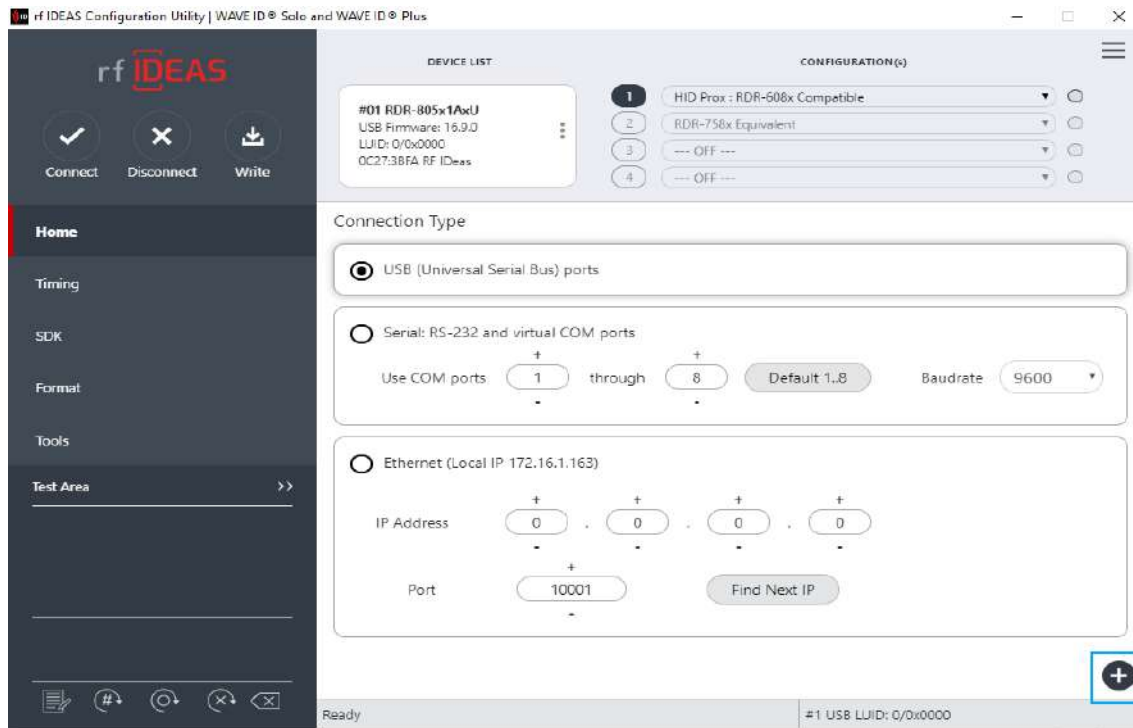 rf IDEAS Configuration Utility | WAVE ID® Solo and WAVE ID® Plus
rf IDEAS
Connect Disconnect Write
Home
Timing
SDK
Format
Tools
Test Area >>
DEVICE LIST
#01 RDR-805x1AxU
USB Firmware: 16.9.0
LUID: 0/0x0000
0C27:3BFA RF IDeas
CONFIGURATION(s)
1 HID Prox : RDR-608x Compatible
2 RDR-758x Equivalent
3 --- OFF ---
4 --- OFF ---
Connection Type
USB (Universal Serial Bus) ports
Serial: RS-232 and virtual COM ports
+ +
Use COM ports 1 through 8 Default 1..8 Baudrate 9600
- -
Ethernet (Local IP 172.16.1.163)
+ + + +
IP Address 0 . 0 . 0 . 0
- - - -
+
Port 10001 Find Next IP
-
Ready #1 USB LUID: 0/0x0000